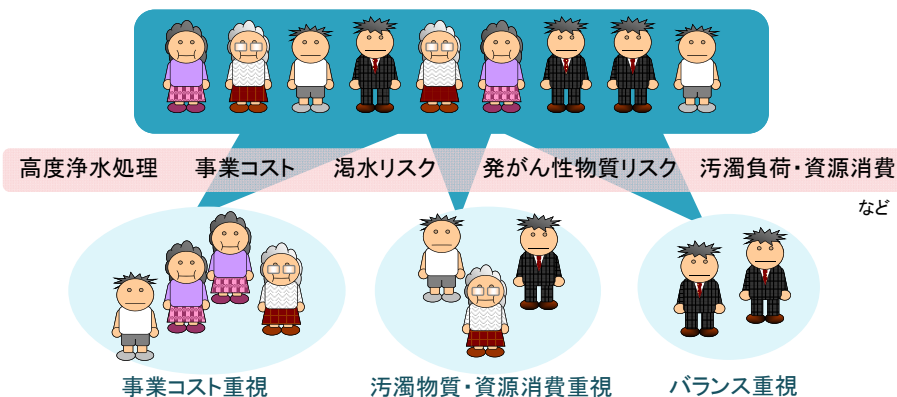 高度浄水処理 事業コスト 渇水リスク 発がん性物質リスク 汚濁負荷・資源消費
など
事業コスト重視 汚濁物質・資源消費重視 バランス重視